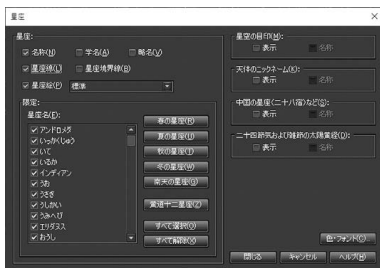 星座
星座:
名称(N) 学名(A) 略名(V)
星座線(L) 星座境界線(B)
星座絵(P) 標準
限定:
星座名(E):
アンドロメダ
いっかくじゅう
いて
いるか
インディアン
うお
うさぎ
うしかい
うみへび
エリダヌス
おうし
春の星座(R)
夏の星座(U)
秋の星座(T)
冬の星座(W)
南天の星座(G)
黄道十二星座(Z)
すべて選択(O)
すべて解除(X)
星空の目印(M):
表示 名称
天体のニックネーム(K):
表示 名称
中国の星座(二十八宿)など(S):
表示 名称
二十四節気および雑節の太陽黄経(D):
表示 名称
色・フォント(C)...
閉じる キャンセル ヘルプ(H)